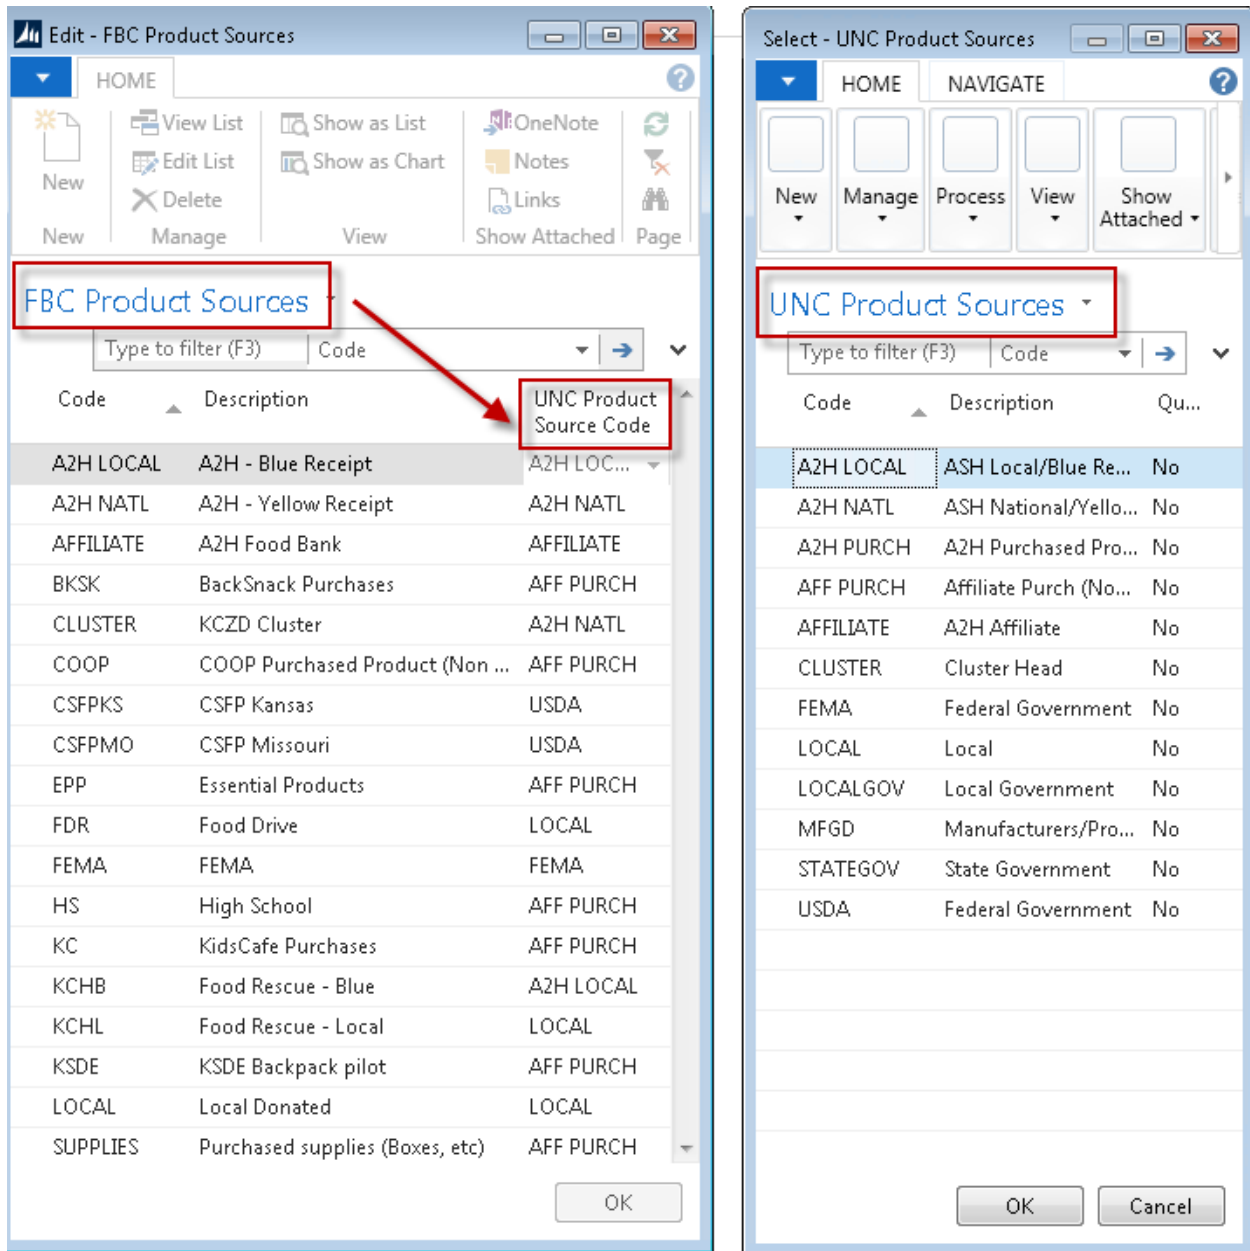 Edit - FBC Product Sources
HOME
New
View List
Edit List
Delete
Show as List
Show as Chart
OneNote
Notes
Links
New
Manage
View
Show Attached
Page
FBC Product Sources
Type to filter (F3)
Code
Code
Description
UNC Product
Source Code
A2H LOCAL A2H - Blue Receipt A2H LOC...
A2H NATL A2H - Yellow Receipt A2H NATL
AFFILIATE A2H Food Bank AFFILIATE
BKSK BackSnack Purchases AFF PURCH
CLUSTER KCZD Cluster A2H NATL
COOP COOP Purchased Product (Non ... AFF PURCH
CSFPKS CSFP Kansas USDA
CSFPMO CSFP Missouri USDA
EPP Essential Products AFF PURCH
FDR Food Drive LOCAL
FEMA FEMA FEMA
HS High School AFF PURCH
KC KidsCafe Purchases AFF PURCH
KCHB Food Rescue - Blue A2H LOCAL
KCHL Food Rescue - Local LOCAL
KSDE KSDE Backpack pilot AFF PURCH
LOCAL Local Donated LOCAL
SUPPLIES Purchased supplies (Boxes, etc) AFF PURCH
OK
Select - UNC Product Sources
HOME NAVIGATE
New
Manage
Process
View
Show
Attached
UNC Product Sources
Type to filter (F3)
Code
Code Description Qu...
A2H LOCAL ASH Local/Blue Re... No
A2H NATL ASH National/Yello... No
A2H PURCH A2H Purchased Pro... No
AFF PURCH Affiliate Purch (No... No
AFFILIATE A2H Affiliate No
CLUSTER Cluster Head No
FEMA Federal Government No
LOCAL Local No
LOCALGOV Local Government No
MFGD Manufacturers/Pro... No
STATEGOV State Government No
USDA Federal Government No
OK
Cancel